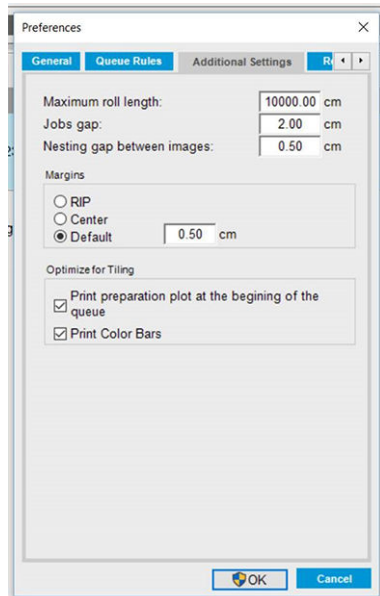 Preferences
General Queue Rules Additional Settings
Maximum roll length: 10000.00 cm
Jobs gap: 2.00 cm
Nesting gap between images: 0.50 cm
Margins
RIP
Center
Default 0.50 cm
Optimize for Tiling
Print preparation plot at the begining of the
queue
Print Color Bars
OK Cancel